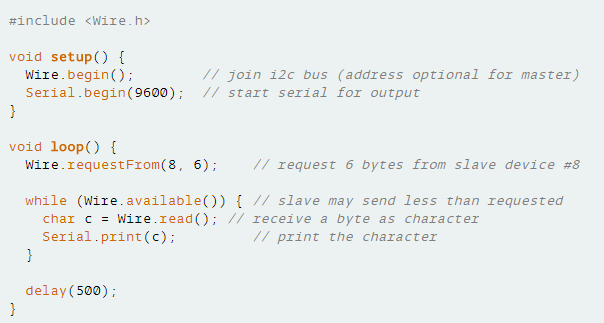 #include <Wire.h>
void setup() {
Wire.begin();        // join i2c bus (address optional for master)
Serial.begin(9600);  // start serial for output
}
void loop() {
Wire.requestFrom(8, 6);    // request 6 bytes from slave device #8
while (Wire.available()) { // slave may send less than requested
char c = Wire.read(); // receive a byte as character
Serial.print(c);         // print the character
}
delay(500);
}